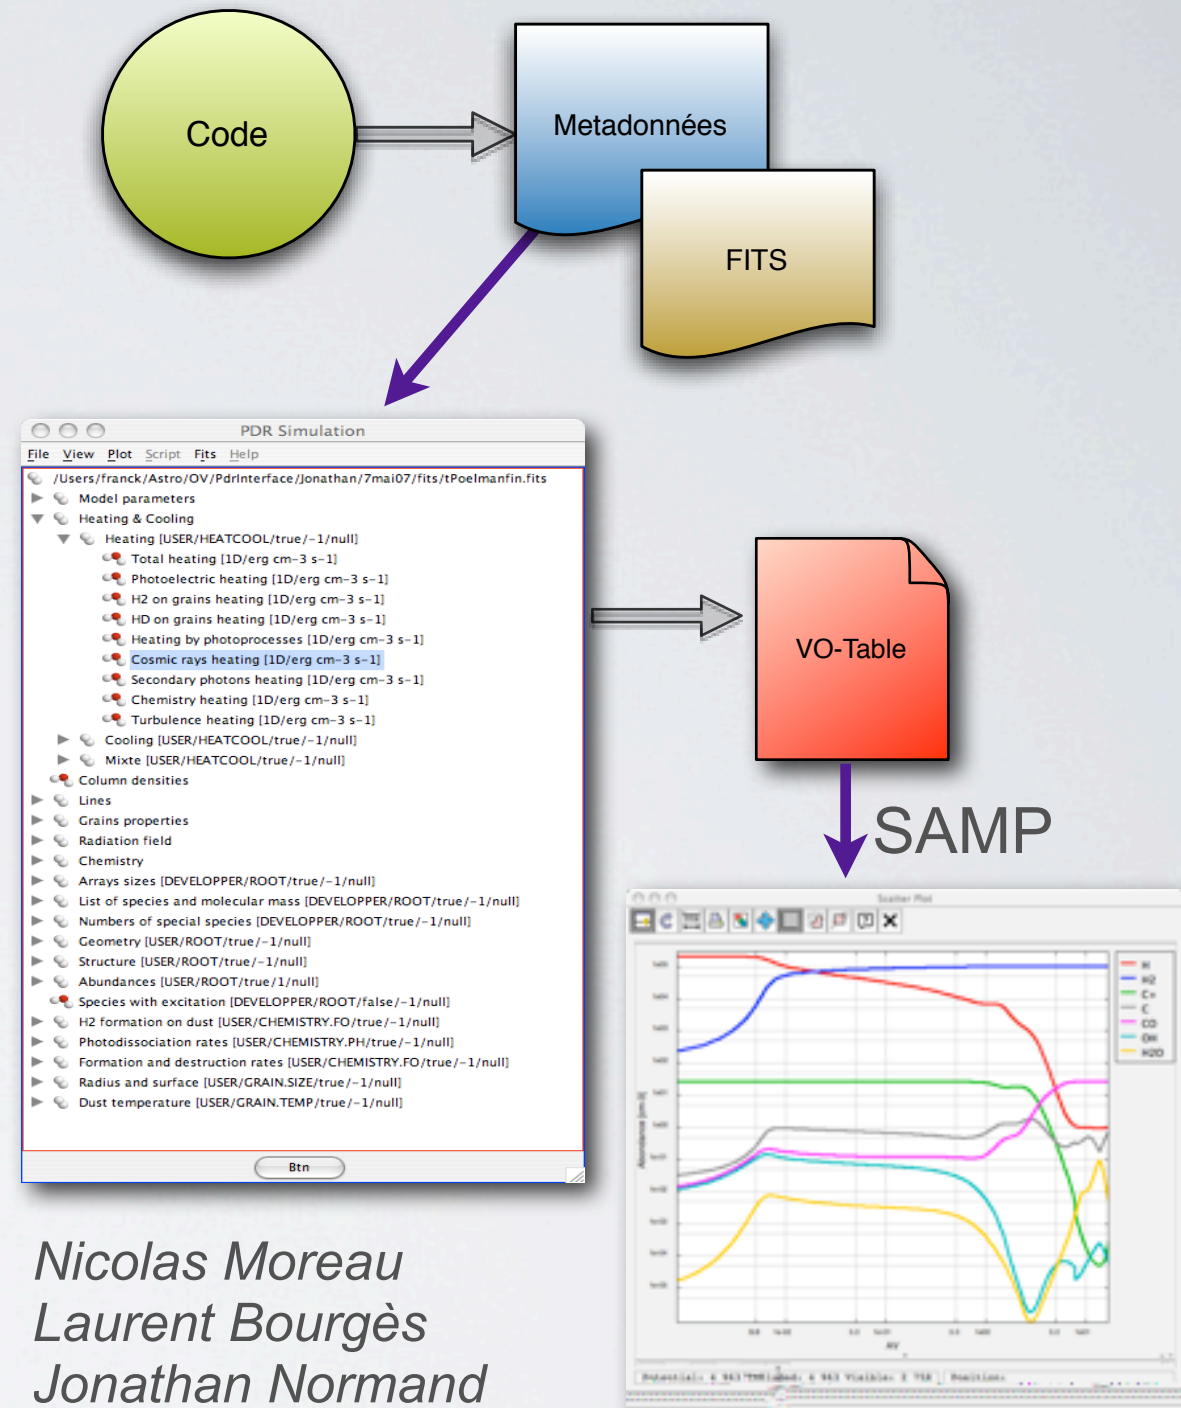 Code
Metadonnées
FITS
PDR Simulation
File View Plot Script Fits Help
/Users/franck/Astro/OV/PdrInterface/Jonathan/7mai07/fits/tPoelmanfin.fits
Model parameters
Heating & Cooling
Heating [USER/HEATCOOL/true/-1/null]
Total heating [1D/erg cm-3 s-1]
Photoelectric heating [1D/erg cm-3 s-1]
H2 on grains heating [1D/erg cm-3 s-1]
HD on grains heating [1D/erg cm-3 s-1]
Heating by photoprocesses [1D/erg cm-3 s-1]
Cosmic rays heating [1D/erg cm-3 s-1]
Secondary photons heating [1D/erg cm-3 s-1]
Chemistry heating [1D/erg cm-3 s-1]
Turbulence heating [1D/erg cm-3 s-1]
Cooling [USER/HEATCOOL/true/-1/null]
Mixte [USER/HEATCOOL/true/-1/null]
Column densities
Lines
Grains properties
Radiation field
Chemistry
Arrays sizes [DEVELOPPER/ROOT/true/-1/null]
List of species and molecular mass [DEVELOPPER/ROOT/true/-1/null]
Numbers of special species [DEVELOPPER/ROOT/true/-1/null]
Geometry [USER/ROOT/true/-1/null]
Structure [USER/ROOT/true/-1/null]
Abundances [USER/ROOT/true/1/null]
Species with excitation [DEVELOPPER/ROOT/false/-1/null]
H2 formation on dust [USER/CHEMISTRY.FO/true/-1/null]
Photodissociation rates [USER/CHEMISTRY.PH/true/-1/null]
Formation and destruction rates [USER/CHEMISTRY.FO/true/-1/null]
Radius and surface [USER/GRAIN.SIZE/true/-1/null]
Dust temperature [USER/GRAIN.TEMP/true/-1/null]
Btn
VO-Table
SAMP
Scatter Plot
H
H2
C+
C
CO
OH
H2O
Abundance [cm-3]
AV
Nicolas Moreau
Laurent Bourgès
Jonathan Normand